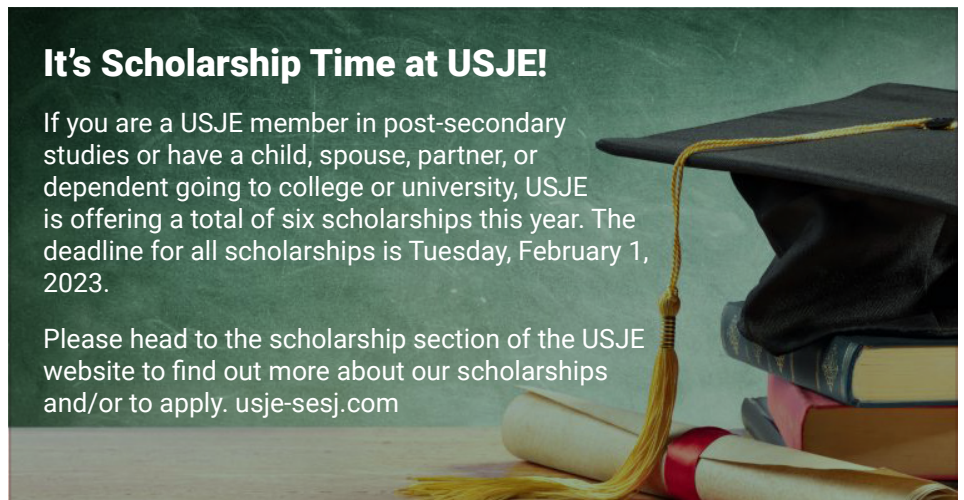 It's Scholarship Time at USJE!
If you are a USJE member in post-secondary
studies or have a child, spouse, partner, or
dependent going to college or university, USJE
is offering a total of six scholarships this year. The
deadline for all scholarships is Tuesday, February 1,
2023.
Please head to the scholarship section of the USJE
website to find out more about our scholarships
and/or to apply. usje-sesj.com